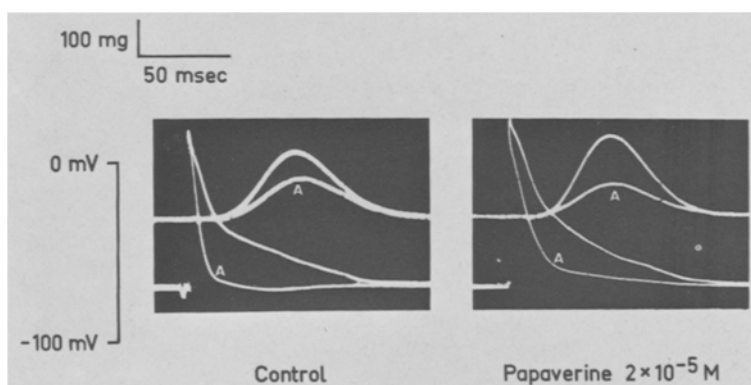 100 mg
50 msec
0 mV
A
A
A
A
-100 mV
Control
Papaverine 2×10⁻⁵ M